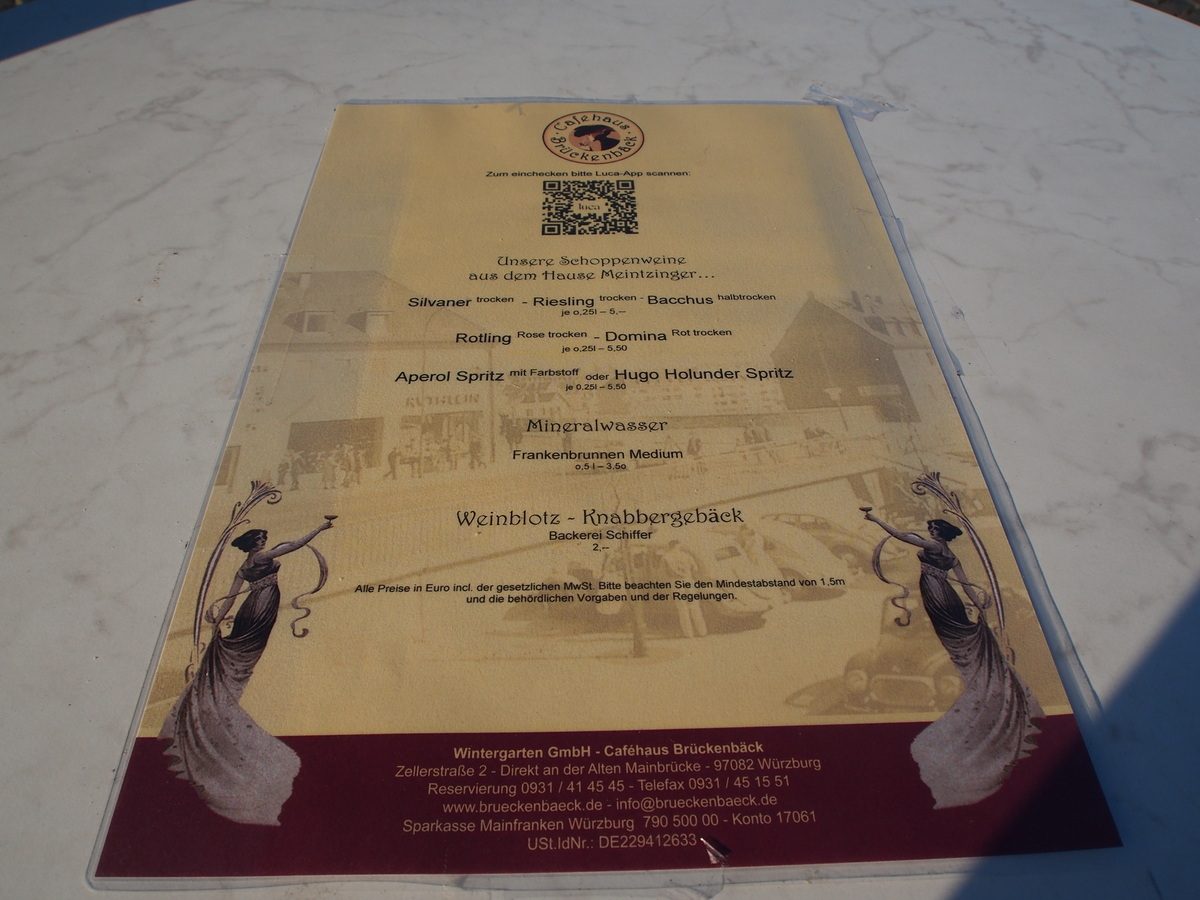 Caféhaus
Brückenbäck
Zum einchecken bitte Luca-App scannen:
luca
Unsere Schoppenweine
aus dem Hause Meintzinger...
Silvaner trocken - Riesling trocken - Bacchus halbtrocken
je 0,25l – 5,--
Rotling Rose trocken - Domina Rot trocken
je 0,25l – 5,50
Aperol Spritz mit Farbstoff oder Hugo Holunder Spritz
je 0,25l – 5,50
Mineralwasser
Frankenbrunnen Medium
0,5 l – 3,50
Weinblotz - Knabbergebäck
Backerei Schiffer
2,--
Alle Preise in Euro incl. der gesetzlichen MwSt. Bitte beachten Sie den Mindestabstand von 1,5m
und die behördlichen Vorgaben und der Regelungen.
Wintergarten GmbH - Caféhaus Brückenbäck
Zellerstraße 2 - Direkt an der Alten Mainbrücke - 97082 Würzburg
Reservierung 0931 / 41 45 45 - Telefax 0931 / 45 15 51
www.brueckenbaeck.de - info@brueckenbaeck.de
Sparkasse Mainfranken Würzburg 790 500 00 - Konto 17061
USt.IdNr.: DE229412633